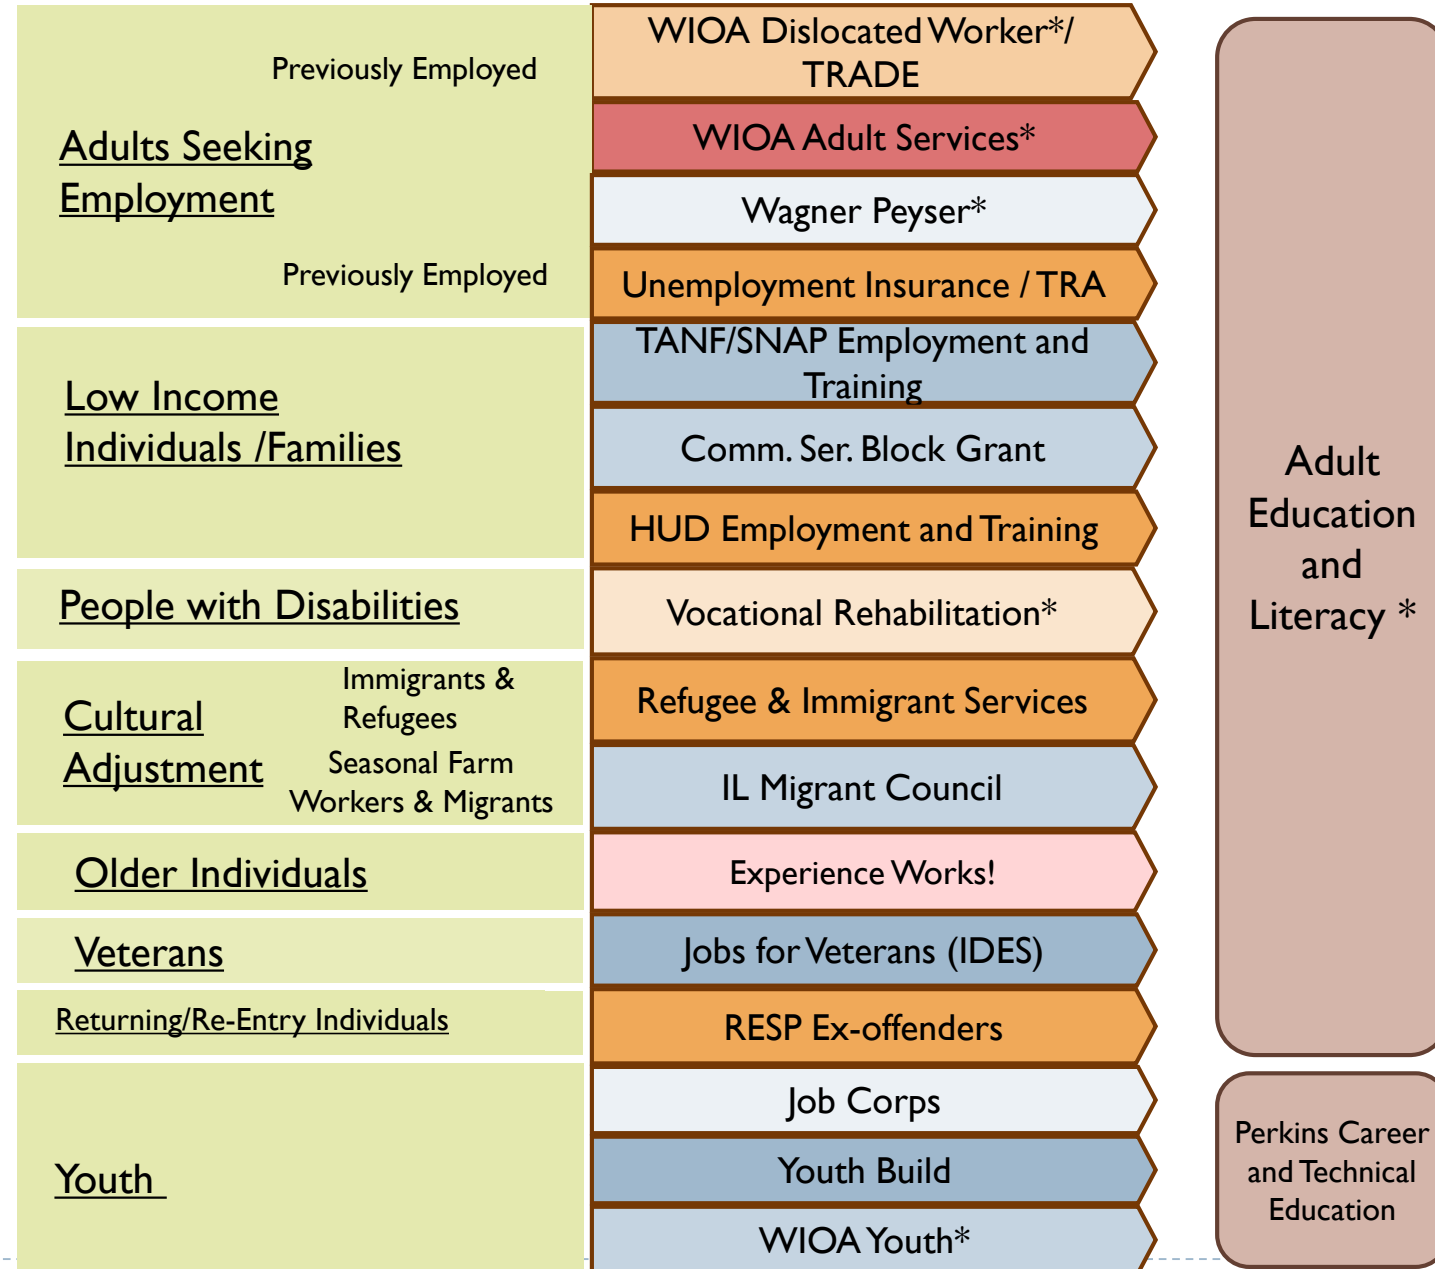 Previously Employed
Adults Seeking
Employment
Previously Employed
WIOA Dislocated Worker*/
TRADE
WIOA Adult Services*
Wagner Peyser*
Unemployment Insurance / TRA
Low Income
Individuals /Families
TANF/SNAP Employment and
Training
Comm. Ser. Block Grant
HUD Employment and Training
People with Disabilities
Vocational Rehabilitation*
Cultural
Adjustment
Immigrants &
Refugees
Seasonal Farm
Workers & Migrants
Refugee & Immigrant Services
IL Migrant Council
Older Individuals
Experience Works!
Veterans
Jobs for Veterans (IDES)
Returning/Re-Entry Individuals
RESP Ex-offenders
Youth
Job Corps
Youth Build
WIOA Youth*
Adult
Education
and
Literacy *
Perkins Career
and Technical
Education